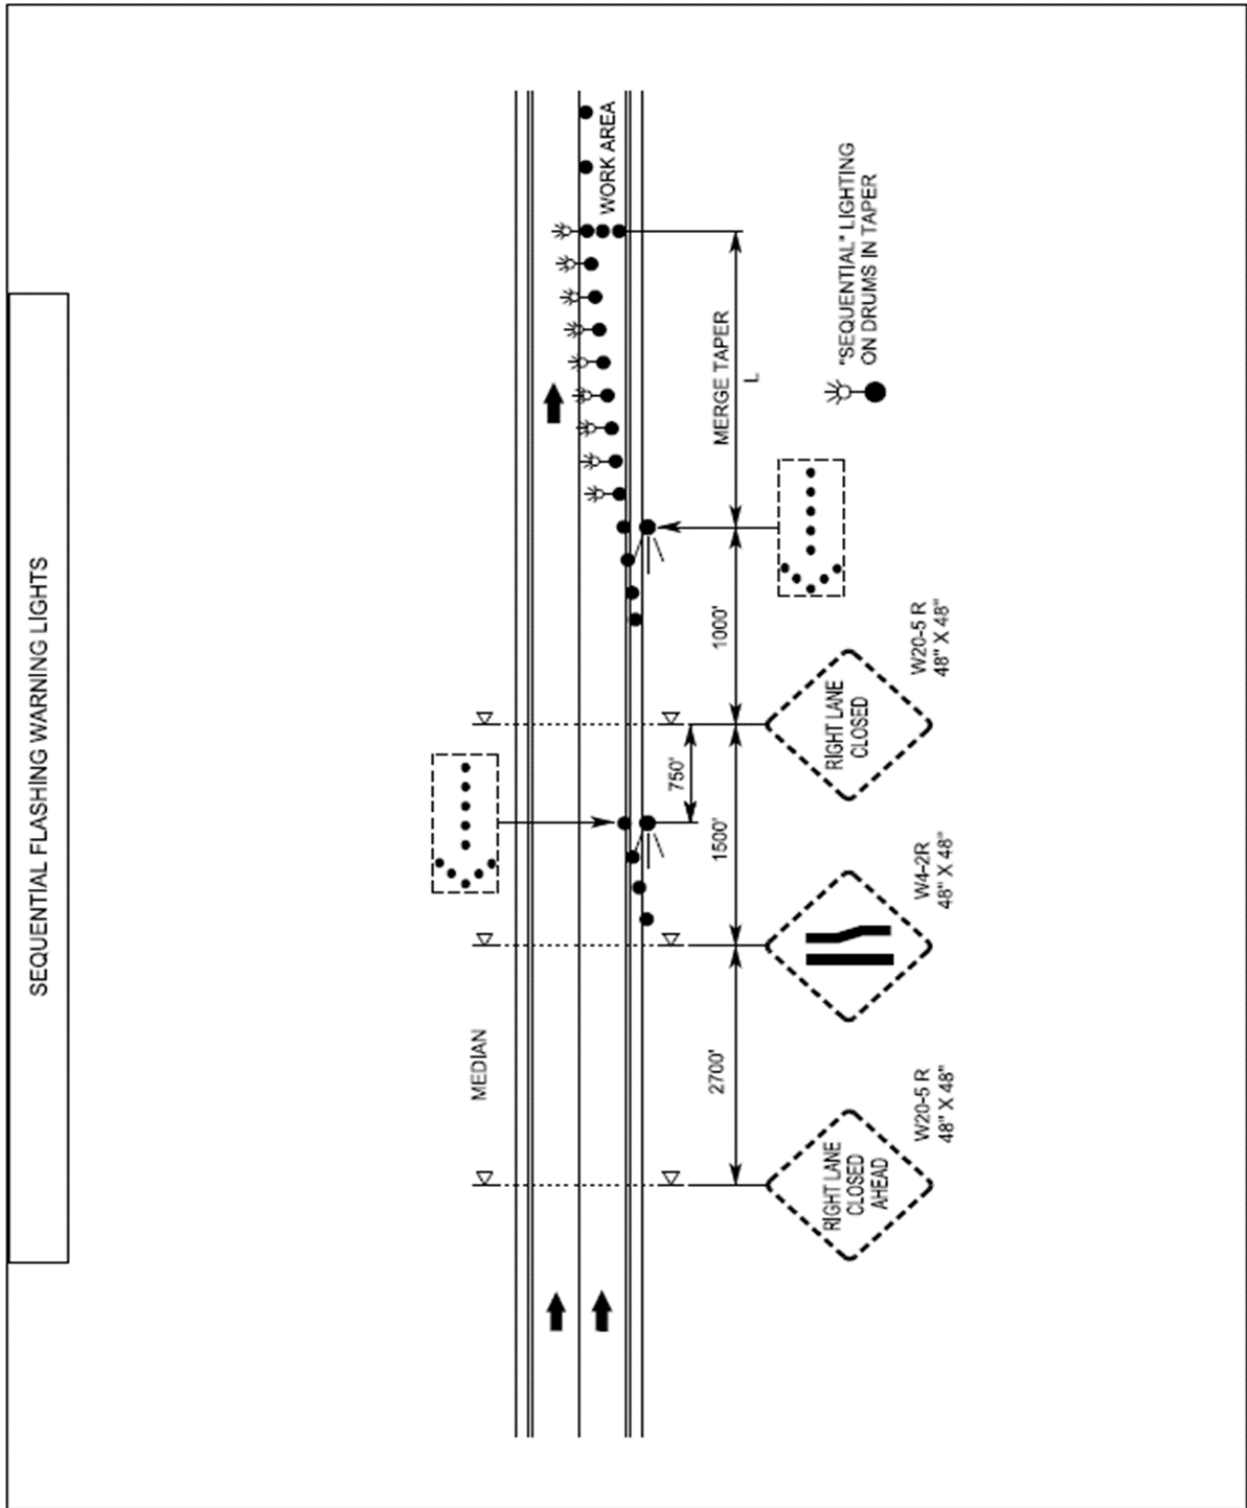 SEQUENTIAL FLASHING WARNING LIGHTS
WORK AREA
"SEQUENTIAL" LIGHTING
ON DRUMS IN TAPER
MERGE TAPER
L
1000'
W20-5 R
48" X 48"
RIGHT LANE
CLOSED
750'
1500'
W4-2R
48" X 48"
MEDIAN
2700'
W20-5 R
48" X 48"
RIGHT LANE
CLOSED
AHEAD